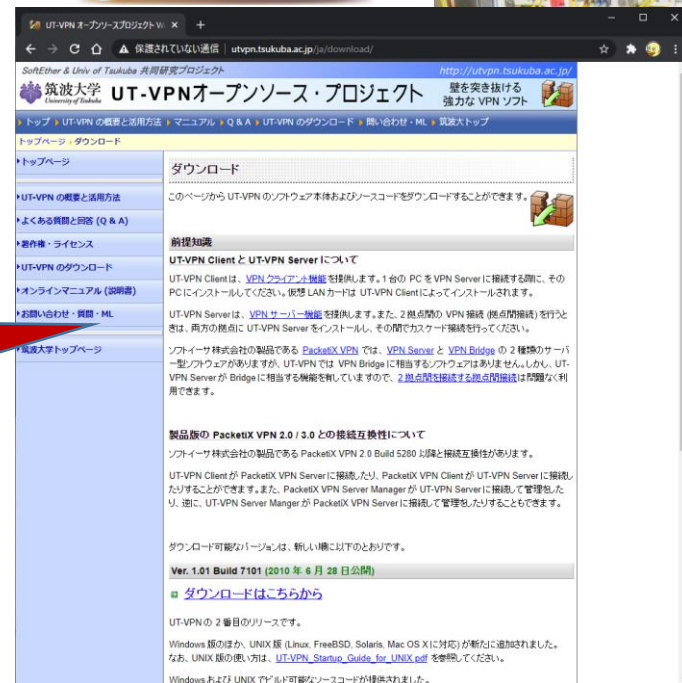 UT-VPN オープンソースプロジェクト W
保護されていない通信 | utvpn.tsukuba.ac.jp/ja/download/
SoftEther & Univ of Tsukuba 共同研究プロジェクト
http://utvpn.tsukuba.ac.jp/
筑波大学
University of Tsukuba
UT-VPNオープンソース・プロジェクト
壁を突き抜ける
強力な VPN ソフト
トップ UT-VPN の概要と活用方法 マニュアル Q & A UT-VPN のダウンロード 問い合わせ・ML 筑波大トップ
トップページ ダウンロード
トップページ
UT-VPN の概要と活用方法
よくある質問と回答 (Q & A)
著作権・ライセンス
UT-VPN のダウンロード
オンラインマニュアル (説明書)
お問い合わせ・質問・ML
筑波大学トップページ
ダウンロード
このページから UT-VPN のソフトウェア本体およびソースコードをダウンロードすることができます。
前提知識
UT-VPN Client と UT-VPN Server について
UT-VPN Clientは、VPN クライアント機能を提供します。1 台の PC を VPN Server に接続する際に、その
PC にインストールしてください。仮想 LAN カードは UT-VPN Client によってインストールされます。
UT-VPN Serverは、VPN サーバー機能を提供します。また、2 拠点間の VPN 接続 (拠点間接続) を行うと
きは、両方の拠点に UT-VPN Server をインストールし、その間でカスケード接続を行ってください。
ソフトイーサ株式会社の製品である PacketiX VPN では、VPN Server と VPN Bridge の 2 種類のサーバ
ー型ソフトウェアがありますが、UT-VPN では VPN Bridge に相当するソフトウェアはありません。しかし、UT-
VPN Server が Bridge に相当する機能を有していますので、2 拠点間を接続する拠点間接続は問題なく利
用できます。
製品版の PacketiX VPN 2.0 / 3.0 との接続互換性について
ソフトイーサ株式会社の製品である PacketiX VPN 2.0 Build 5280 以降と接続互換性があります。
UT-VPN Client が PacketiX VPN Server に接続したり、PacketiX VPN Client が UT-VPN Server に接続し
たりすることができます。また、PacketiX VPN Server Manager が UT-VPN Server に接続して管理をした
り、逆に、UT-VPN Server Manger が PacketiX VPN Server に接続して管理をしたりすることもできます。
ダウンロード可能なバージョンは、新しい順に以下のとおりです。
Ver. 1.01 Build 7101 (2010 年 6 月 28 日公開)
ダウンロードはこちらから
UT-VPN の 2 番目のリリースです。
Windows 版のほか、UNIX 版 (Linux, FreeBSD, Solaris, Mac OS X に対応) が新たに追加されました。
なお、UNIX 版の使い方は、UT-VPN_Startup_Guide_for_UNIX.pdf を参照してください。
Windows および UNIX でビルド可能なソースコードが提供されました。